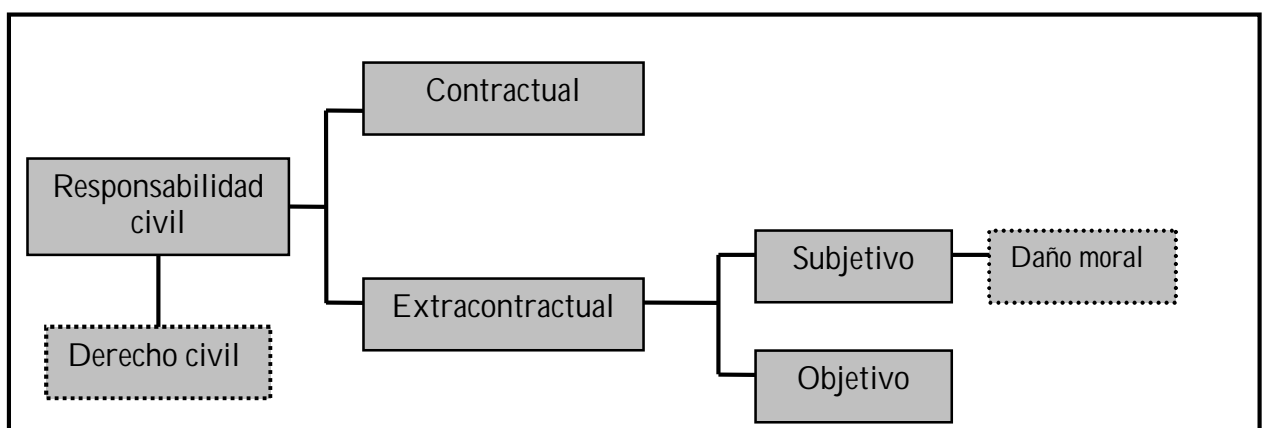 Contractual
Responsabilidad
civil
Subjetivo
Daño moral
Extracontractual
Derecho civil
Objetivo